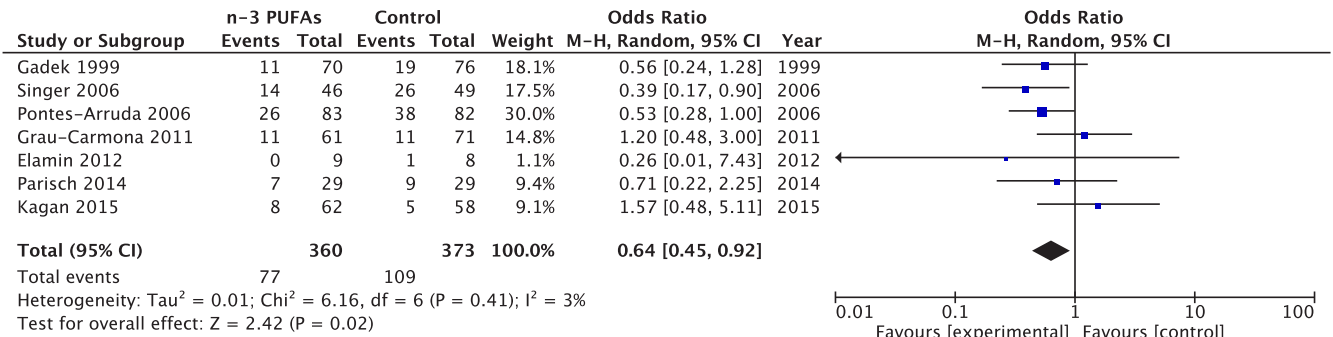 n-3 PUFAs Control Odds Ratio Odds Ratio
Study or Subgroup Events Total Events Total Weight M-H, Random, 95% CI Year M-H, Random, 95% CI
Gadek 1999 11 70 19 76 18.1% 0.56 [0.24, 1.28] 1999
Singer 2006 14 46 26 49 17.5% 0.39 [0.17, 0.90] 2006
Pontes-Arruda 2006 26 83 38 82 30.0% 0.53 [0.28, 1.00] 2006
Grau-Carmona 2011 11 61 11 71 14.8% 1.20 [0.48, 3.00] 2011
Elamin 2012 0 9 1 8 1.1% 0.26 [0.01, 7.43] 2012
Parisch 2014 7 29 9 29 9.4% 0.71 [0.22, 2.25] 2014
Kagan 2015 8 62 5 58 9.1% 1.57 [0.48, 5.11] 2015
Total (95% CI) 360 373 100.0% 0.64 [0.45, 0.92]
Total events 77 109
Heterogeneity: Tau² = 0.01; Chi² = 6.16, df = 6 (P = 0.41); I² = 3%
Test for overall effect: Z = 2.42 (P = 0.02)
0.01 0.1 1 10 100
Favours [experimental] Favours [control]